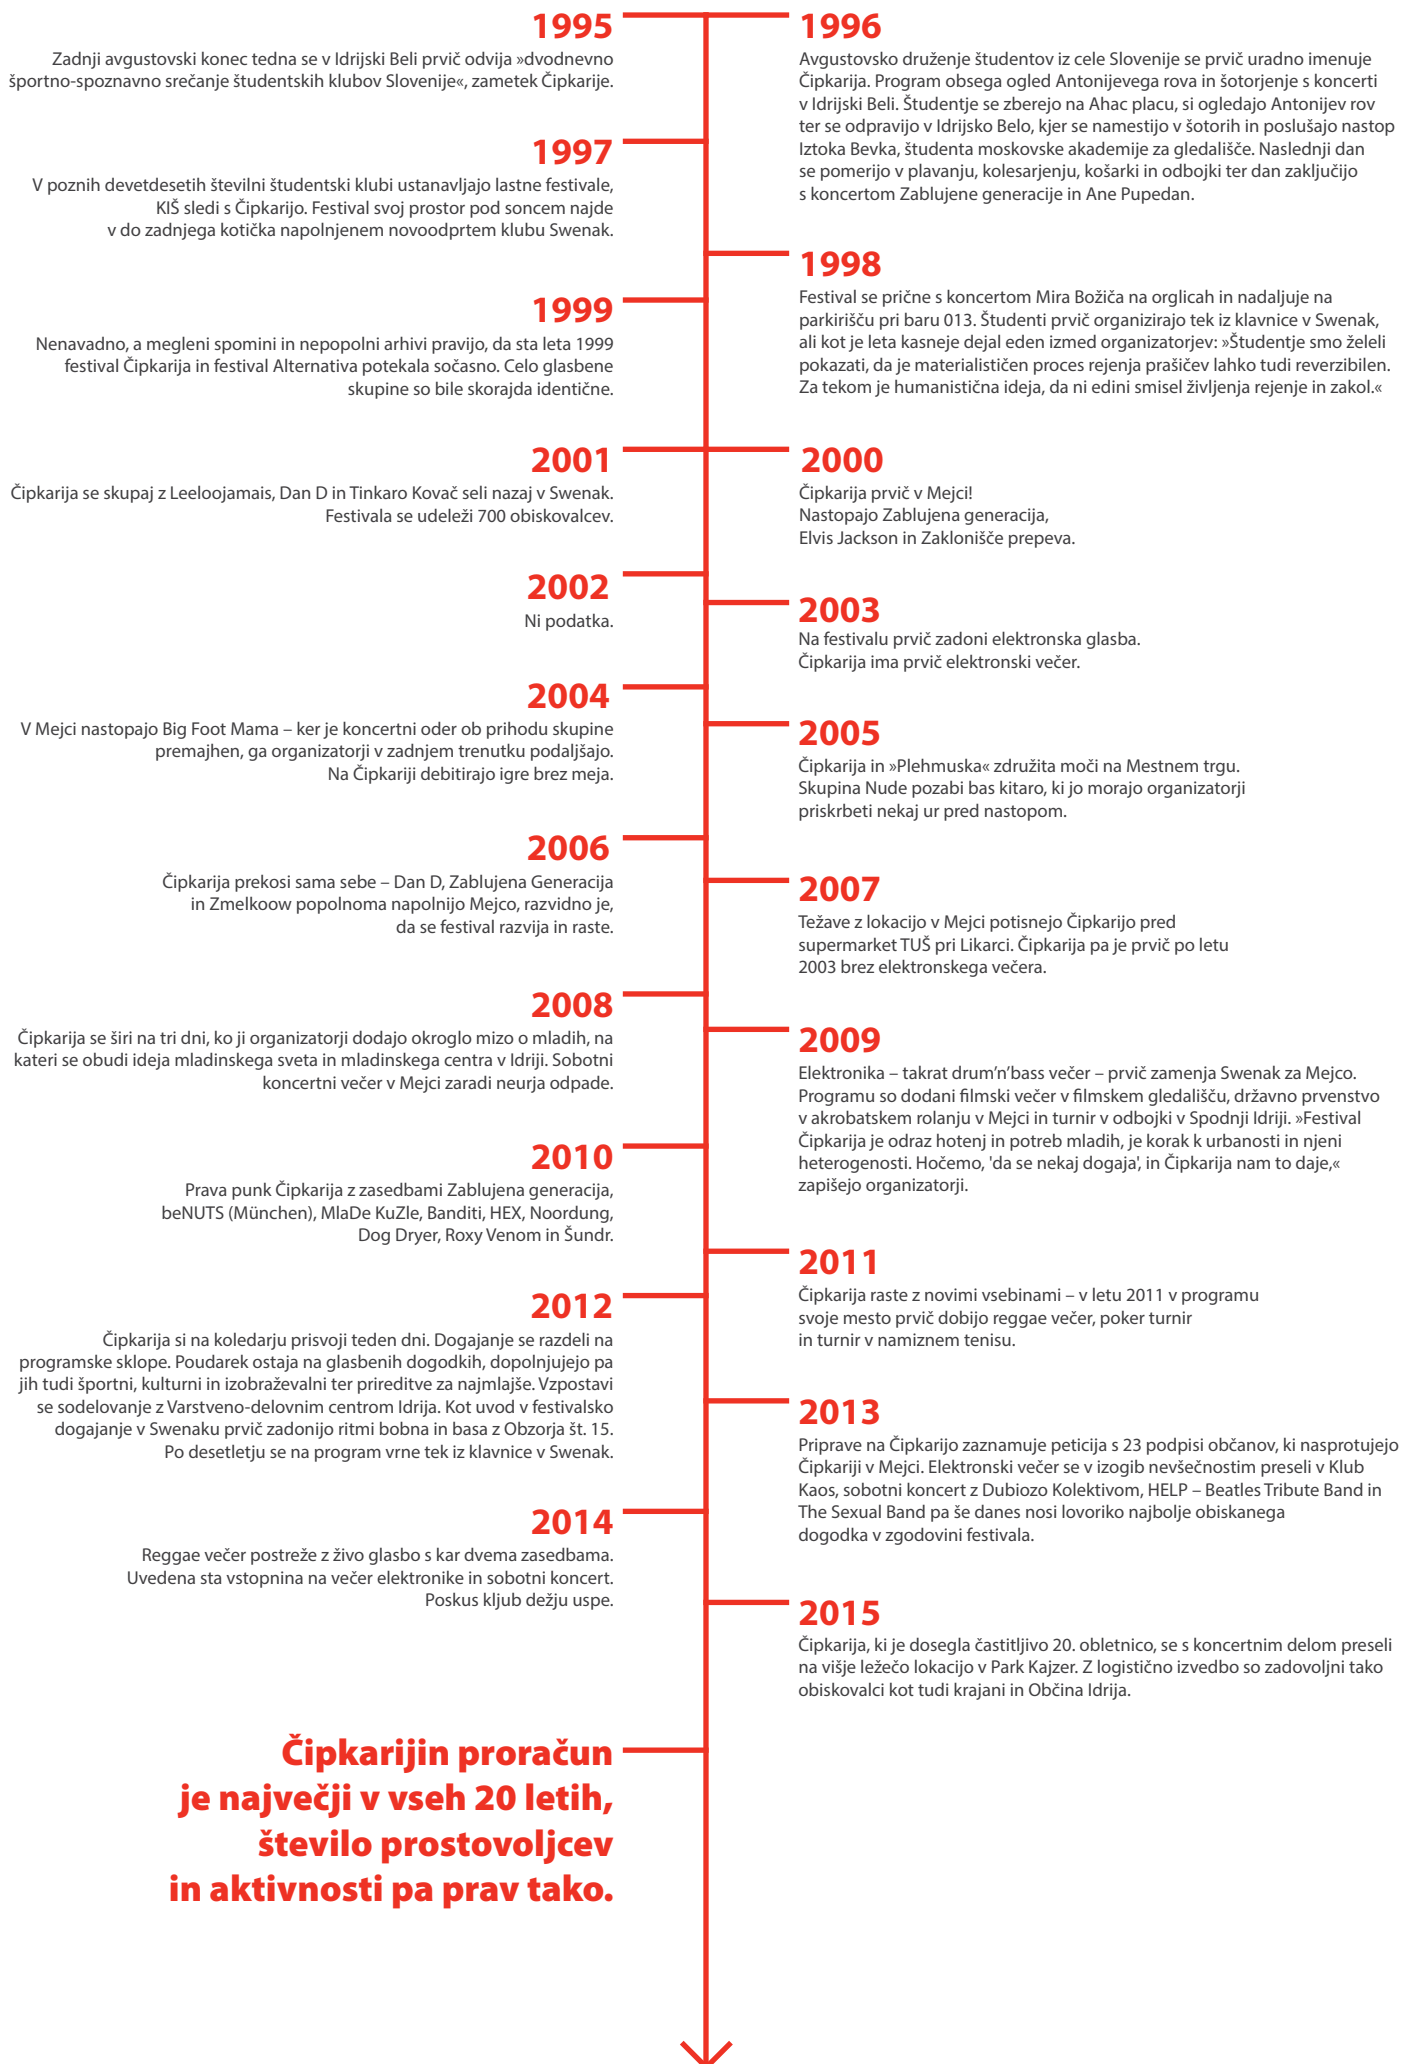 1995
Zadnji avgustovski konec tedna se v Idrijski Beli prvič odvija »dvodnevno
športno-spoznavno srečanje študentskih klubov Slovenije«, zametek Čipkarije.
1996
Avgustovsko druženje študentov iz cele Slovenije se prvič uradno imenuje
Čipkarija. Program obsega ogled Antonijevega rova in šotorjenje s koncerti
v Idrijski Beli. Študentje se zberejo na Ahac placu, si ogledajo Antonijev rov
ter se odpravijo v Idrijsko Belo, kjer se namestijo v šotorih in poslušajo nastop
Iztoka Bevka, študenta moskovske akademije za gledališče. Naslednji dan
se pomerijo v plavanju, kolesarjenju, košarki in odbojki ter dan zaključijo
s koncertom Zablujene generacije in Ane Pupedan.
1997
V poznih devetdesetih številni študentski klubi ustanavljajo lastne festivale,
KIŠ sledi s Čipkarijo. Festival svoj prostor pod soncem najde
v do zadnjega kotička napolnjenem novoodprtem klubu Swenak.
1998
Festival se prične s koncertom Mira Božiča na orglicah in nadaljuje na
parkirišču pri baru 013. Študenti prvič organizirajo tek iz klavnice v Swenak,
ali kot je leta kasneje dejal eden izmed organizatorjev: »Študentje smo želeli
pokazati, da je materialističen proces rejenja prašičev lahko tudi reverzibilen.
Za tekom je humanistična ideja, da ni edini smisel življenja rejenje in zakol.«
1999
Nenavadno, a megleni spomini in nepopolni arhivi pravijo, da sta leta 1999
festival Čipkarija in festival Alternativa potekala sočasno. Celo glasbene
skupine so bile skorajda identične.
2000
Čipkarija prvič v Mejci!
Nastopajo Zablujena generacija,
Elvis Jackson in Zaklonišče prepeva.
2001
Čipkarija se skupaj z Leeloojamais, Dan D in Tinkaro Kovač seli nazaj v Swenak.
Festivala se udeleži 700 obiskovalcev.
2002
Ni podatka.
2003
Na festivalu prvič zadoni elektronska glasba.
Čipkarija ima prvič elektronski večer.
2004
V Mejci nastopajo Big Foot Mama – ker je koncertni oder ob prihodu skupine
premajhen, ga organizatorji v zadnjem trenutku podaljšajo.
Na Čipkariji debitirajo igre brez meja.
2005
Čipkarija in »Plehmuska« združita moči na Mestnem trgu.
Skupina Nude pozabi bas kitaro, ki jo morajo organizatorji
priskrbeti nekaj ur pred nastopom.
2006
Čipkarija prekosi sama sebe – Dan D, Zablujena Generacija
in Zmelkoow popolnoma napolnijo Mejco, razvidno je,
da se festival razvija in raste.
2007
Težave z lokacijo v Mejci potisnejo Čipkarijo pred
supermarket TUŠ pri Likarci. Čipkarija pa je prvič po letu
2003 brez elektronskega večera.
2008
Čipkarija se širi na tri dni, ko ji organizatorji dodajo okroglo mizo o mladih, na
kateri se obudi ideja mladinskega sveta in mladinskega centra v Idriji. Sobotni
koncertni večer v Mejci zaradi neurja odpade.
2009
Elektronika – takrat drum’n’bass večer – prvič zamenja Swenak za Mejco.
Programu so dodani filmski večer v filmskem gledališču, državno prvenstvo
v akrobatskem rolanju v Mejci in turnir v odbojki v Spodnji Idriji. »Festival
Čipkarija je odraz hotenj in potreb mladih, je korak k urbanosti in njeni
heterogenosti. Hočemo, 'da se nekaj dogaja', in Čipkarija nam to daje,«
zapišejo organizatorji.
2010
Prava punk Čipkarija z zasedbami Zablujena generacija,
beNUTS (München), MlaDe KuZle, Banditi, HEX, Noordung,
Dog Dryer, Roxy Venom in Šundr.
2011
Čipkarija raste z novimi vsebinami – v letu 2011 v programu
svoje mesto prvič dobijo reggae večer, poker turnir
in turnir v namiznem tenisu.
2012
Čipkarija si na koledarju prisvoji teden dni. Dogajanje se razdeli na
programske sklope. Poudarek ostaja na glasbenih dogodkih, dopolnjujejo pa
jih tudi športni, kulturni in izobraževalni ter prireditve za najmlajše. Vzpostavi
se sodelovanje z Varstveno-delovnim centrom Idrija. Kot uvod v festivalsko
dogajanje v Swenaku prvič zadonijo ritmi bobna in basa z Obzorja št. 15.
Po desetletju se na program vrne tek iz klavnice v Swenak.
2013
Priprave na Čipkarijo zaznamuje peticija s 23 podpisi občanov, ki nasprotujejo
Čipkariji v Mejci. Elektronski večer se v izogib nevšečnostim preseli v Klub
Kaos, sobotni koncert z Dubiozo Kolektivom, HELP – Beatles Tribute Band in
The Sexual Band pa še danes nosi lovoriko najbolje obiskanega
dogodka v zgodovini festivala.
2014
Reggae večer postreže z živo glasbo s kar dvema zasedbama.
Uvedena sta vstopnina na večer elektronike in sobotni koncert.
Poskus kljub dežju uspe.
2015
Čipkarija, ki je dosegla častitljivo 20. obletnico, se s koncertnim delom preseli
na višje ležečo lokacijo v Park Kajzer. Z logistično izvedbo so zadovoljni tako
obiskovalci kot tudi krajani in Občina Idrija.
Čipkarijin proračun
je največji v vseh 20 letih,
število prostovoljcev
in aktivnosti pa prav tako.